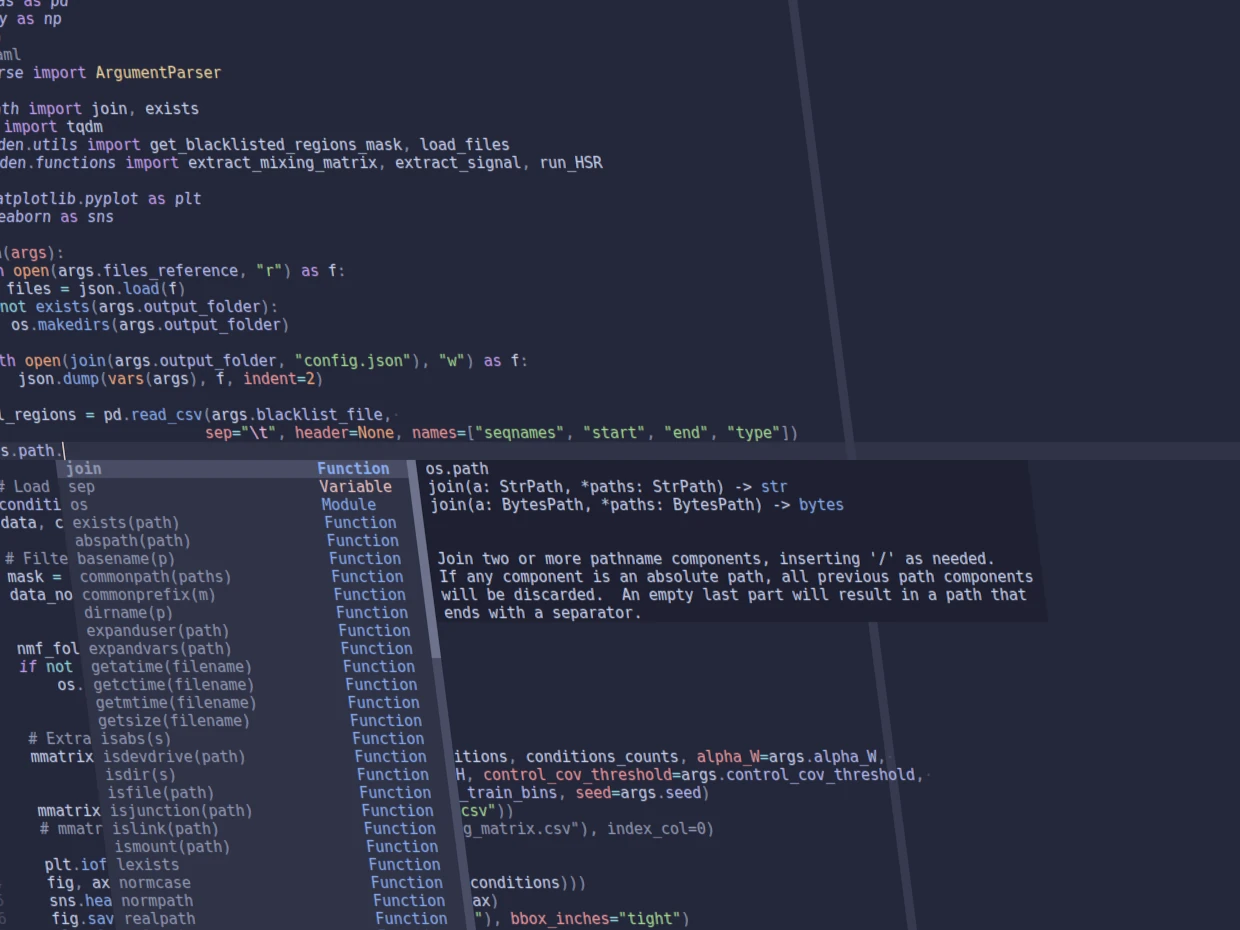 as as pd
y as np
aml
rse import ArgumentParser
th import join, exists
import tqdm
den.utils import get_blacklisted_regions_mask, load_files
den.functions import extract_mixing_matrix, extract_signal, run_HSR
atplotlib.pyplot as plt
eaborn as sns
(args):
open(args.files_reference, "r") as f:
files = json.load(f)
not exists(args.output_folder):
os.makedirs(args.output_folder)
th open(join(args.output_folder, "config.json"), "w") as f:
json.dump(vars(args), f, indent=2)
l_regions = pd.read_csv(args.blacklist_file,
sep="\t", header=None, names=["seqnames", "start", "end", "type"])
s.path.
join Function os.path
# Load sep Variable join(a: StrPath, *paths: StrPath) -> str
conditi os Module join(a: BytesPath, *paths: BytesPath) -> bytes
data, c exists(path) Function
abspath(path) Function
# Filte basename(p) Function Join two or more pathname components, inserting '/' as needed.
mask = commonpath(paths) Function If any component is an absolute path, all previous path components
data_no commonprefix(m) Function will be discarded.  An empty last part will result in a path that
dirname(p) Function ends with a separator.
expanduser(path) Function
nmf_fol expandvars(path) Function
if not getatime(filename) Function
os. getctime(filename) Function
getmtime(filename) Function
getsize(filename) Function
# Extra isabs(s) Function
mmatrix isdevdrive(path) Function itions, conditions_counts, alpha_W=args.alpha_W,
isdir(s) Function H, control_cov_threshold=args.control_cov_threshold,
isfile(path) Function _train_bins, seed=args.seed)
mmatrix isjunction(path) Function csv"))
# mmatr islink(path) Function g_matrix.csv"), index_col=0)
ismount(path) Function
plt.iof lexists Function
fig, ax normcase Function conditions)))
sns.hea normpath Function ax)
fig.sav realpath Function "), bbox_inches="tight")